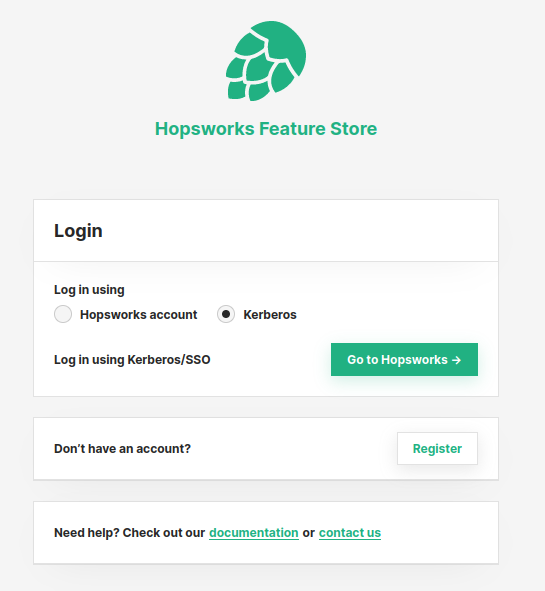 Hopsworks Feature Store
Login
Log in using
Hopsworks account Kerberos
Log in using Kerberos/SSO Go to Hopsworks →
Don’t have an account? Register
Need help? Check out our documentation or contact us